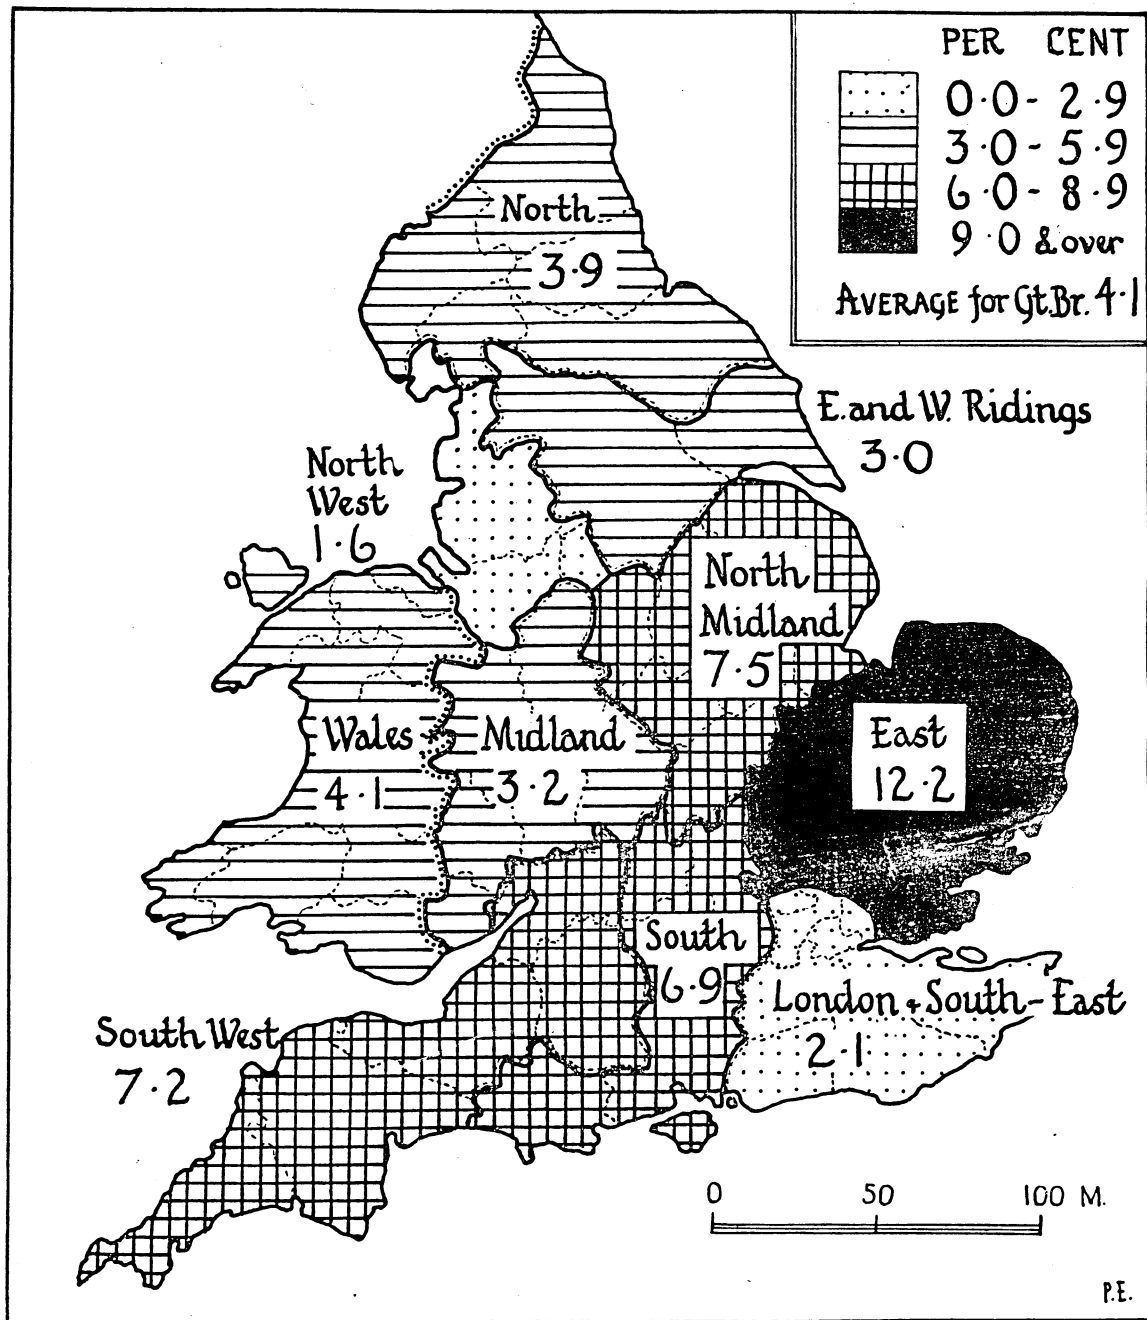 PER CENT
0·0 - 2·9
3·0 - 5·9
6·0 - 8·9
9·0 & over
AVERAGE for Gt.Br. 4·1
North
3·9
E. and W. Ridings
3·0
North
West
1·6
North
Midland
7·5
Wales
4·1
Midland
3·2
East
12·2
South
6·9
London + South-East
2·1
South West
7·2
0 50 100 M.
P.E.